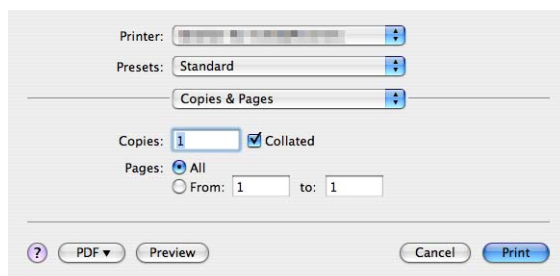 Printer:
Presets: Standard
Copies & Pages
Copies: 1 Collated
Pages: All
From: 1 to: 1
? PDF▼ Preview Cancel Print